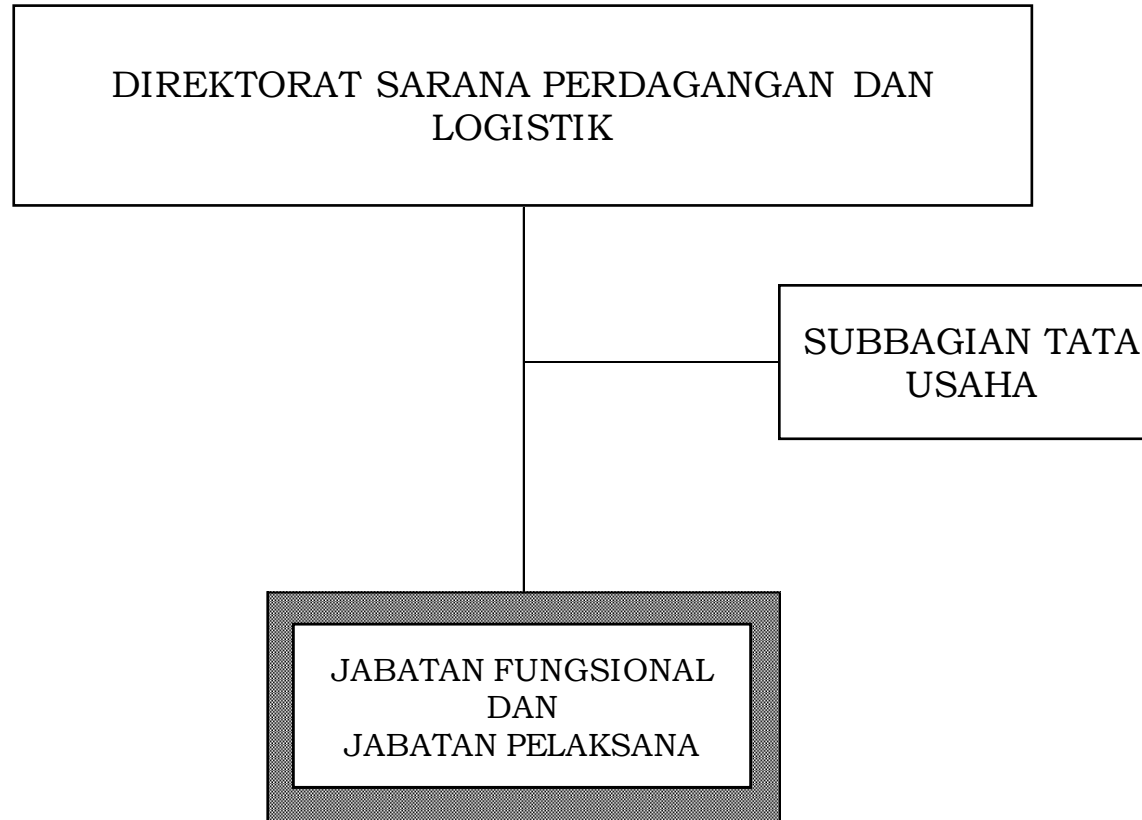 DIREKTORAT SARANA PERDAGANGAN DAN
LOGISTIK
SUBBAGIAN TATA
USAHA
JABATAN FUNGSIONAL
DAN
JABATAN PELAKSANA